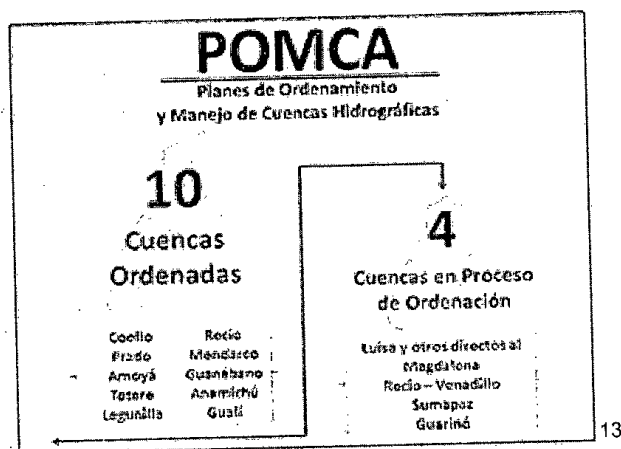 POMCA
Planes de Ordenamiento
y Manejo de Cuencas Hidrográficas
10
Cuencas
Ordenadas
Coello
Prado
Amoyá
Totare
Lagunilla
Recio
Mendarco
Guanábano
Anamichú
Gualí
4
Cuencas en Proceso
de Ordenación
Luisa y otros directos al
Magdalena
Recio – Venadillo
Sumapaz
Guarinó
13